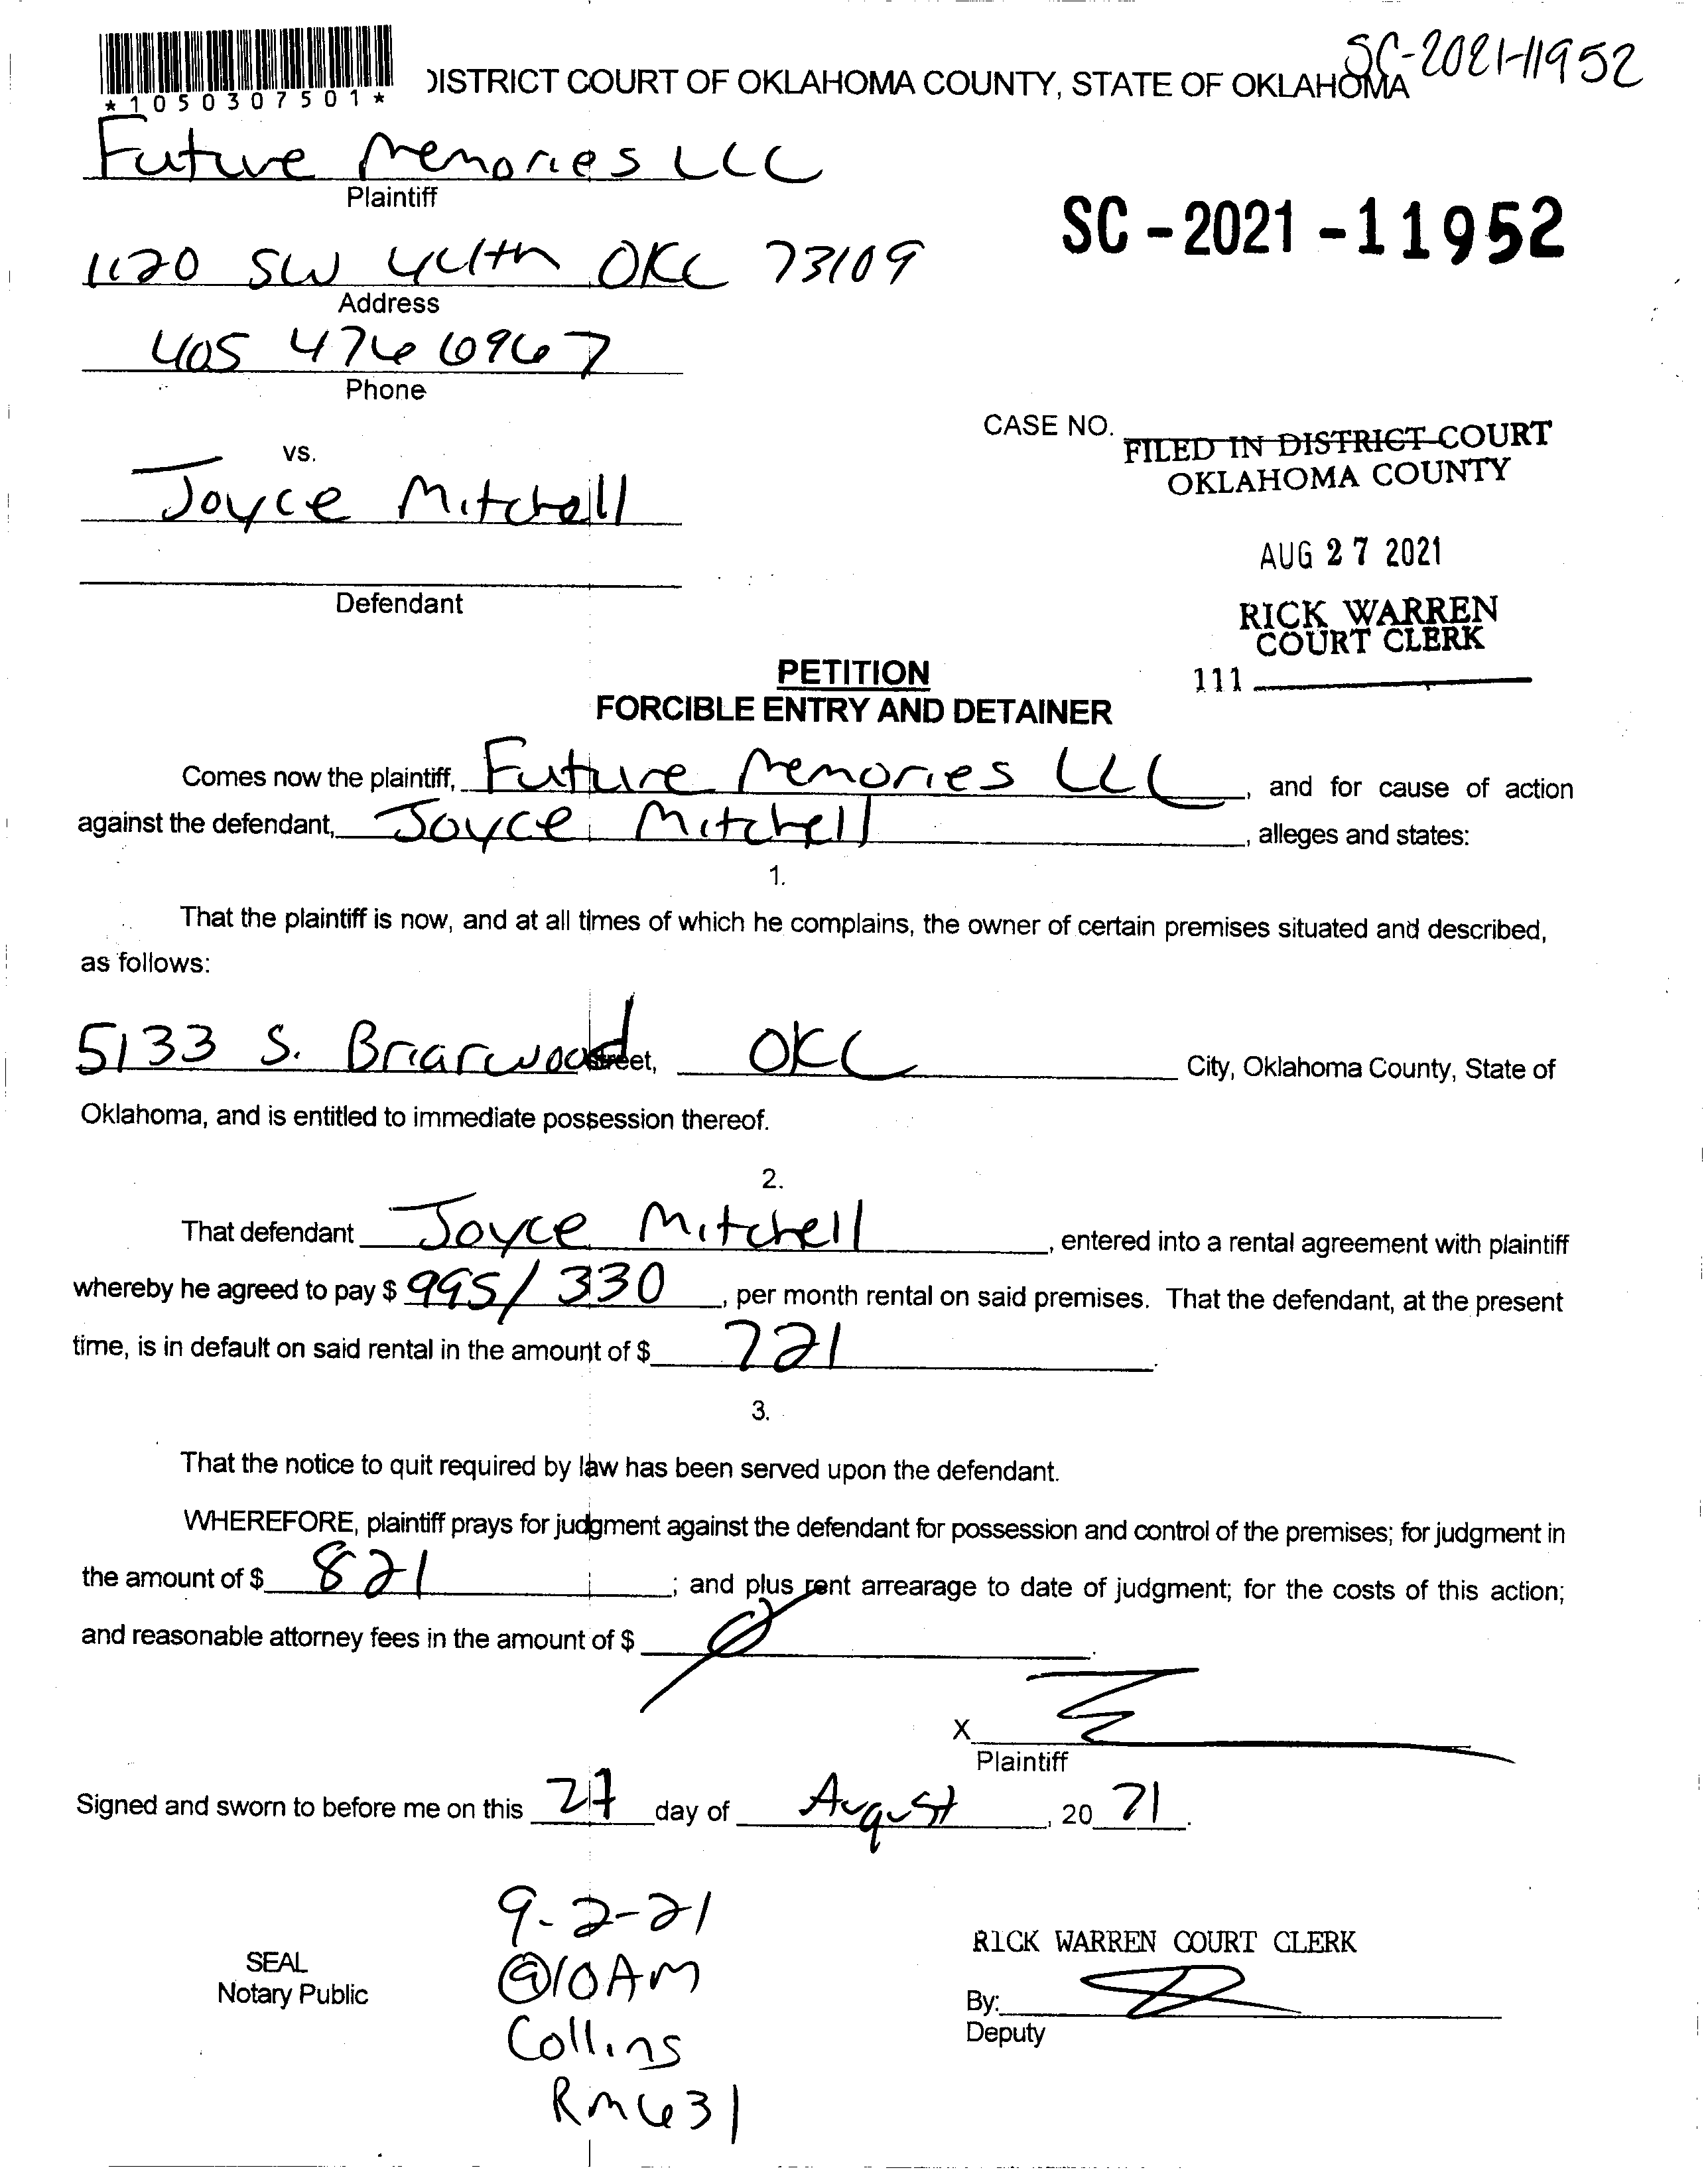 SC-2021-11952
*1050307501*
DISTRICT COURT OF OKLAHOMA COUNTY, STATE OF OKLAHOMA
Future Memories LLC
Plaintiff
SC-2021-11952
1120 SW 44th OKC 73109
Address
405 476 6967
Phone
CASE NO.
FILED IN DISTRICT COURT
OKLAHOMA COUNTY
vs.
Joyce Mitchell
AUG 27 2021
Defendant
RICK WARREN
COURT CLERK
111
PETITION
FORCIBLE ENTRY AND DETAINER
Comes now the plaintiff, Future Memories LLC, and for cause of action
against the defendant, Joyce Mitchell, alleges and states:
1.
That the plaintiff is now, and at all times of which he complains, the owner of certain premises situated and described,
as follows:
5133 S. Briarwood street, OKC City, Oklahoma County, State of
Oklahoma, and is entitled to immediate possession thereof.
2.
That defendant Joyce Mitchell, entered into a rental agreement with plaintiff
whereby he agreed to pay $ 995/330, per month rental on said premises. That the defendant, at the present
time, is in default on said rental in the amount of $ 721.
3.
That the notice to quit required by law has been served upon the defendant.
WHEREFORE, plaintiff prays for judgment against the defendant for possession and control of the premises; for judgment in
the amount of $ 821; and plus rent arrearage to date of judgment; for the costs of this action;
and reasonable attorney fees in the amount of $ Ø.
X
Plaintiff
Signed and sworn to before me on this 27 day of August, 20 21.
9-2-21
@10AM
Collins
Rm 631
SEAL
Notary Public
RICK WARREN COURT CLERK
By:
Deputy